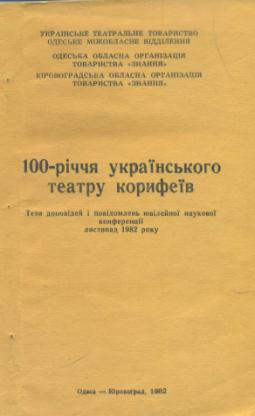 УКРАЇНСЬКЕ ТЕАТРАЛЬНЕ ТОВАРИСТВО
ОДЕСЬКЕ МІЖОБЛАСНЕ ВІДДІЛЕННЯ
ОДЕСЬКА ОБЛАСНА ОРГАНІЗАЦІЯ
ТОВАРИСТВА «ЗНАННЯ»
КІРОВОГРАДСЬКА ОБЛАСНА ОРГАНІЗАЦІЯ
ТОВАРИСТВА «ЗНАННЯ»
100-річчя українського
театру корифеїв
Тези доповідей і повідомлень ювілейної наукової
конференції
листопад 1982 року
Одеса — Кіровоград, 1982